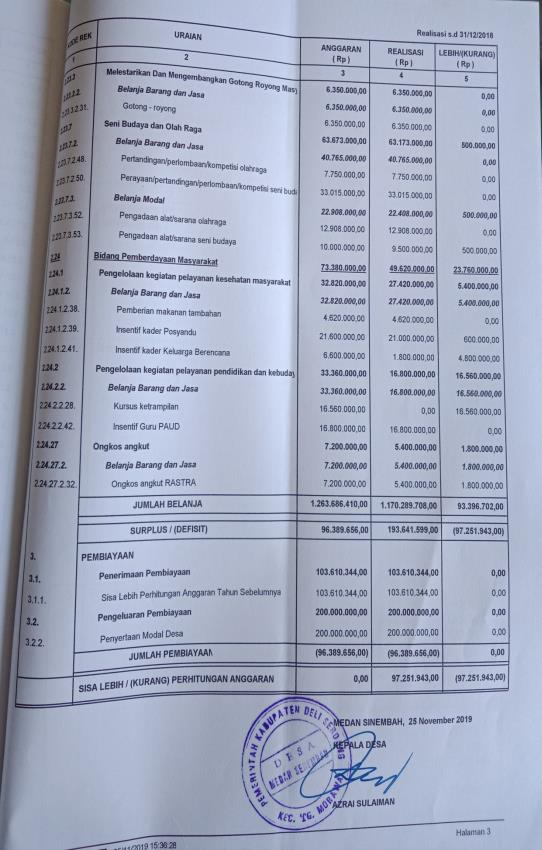 Realisasi s.d 31/12/2018
KODE REK URAIAN ANGGARAN (Rp) REALISASI (Rp) LEBIH/(KURANG) (Rp)
1 2 3 4 5
Melestarikan Dan Mengembangkan Gotong Royong Masy 6.350.000,00 6.350.000,00 0,00
Belanja Barang dan Jasa 6.350.000,00 6.350.000,00 0,00
Gotong - royong 6.350.000,00 6.350.000,00 0,00
2.23.7 Seni Budaya dan Olah Raga 63.673.000,00 63.173.000,00 500.000,00
2.23.7.2. Belanja Barang dan Jasa 40.765.000,00 40.765.000,00 0,00
2.23.7.2.48. Pertandingan/perlombaan/kompetisi olahraga 7.750.000,00 7.750.000,00 0,00
2.23.7.2.50. Perayaan/pertandingan/perlombaan/kompetisi seni buda 33.015.000,00 33.015.000,00 0,00
2.23.7.3. Belanja Modal 22.908.000,00 22.408.000,00 500.000,00
2.23.7.3.52. Pengadaan alat/sarana olahraga 12.908.000,00 12.908.000,00 0,00
2.23.7.3.53. Pengadaan alat/sarana seni budaya 10.000.000,00 9.500.000,00 500.000,00
2.24 Bidang Pemberdayaan Masyarakat 73.380.000,00 49.620.000,00 23.760.000,00
2.24.1 Pengelolaan kegiatan pelayanan kesehatan masyarakat 32.820.000,00 27.420.000,00 5.400.000,00
2.24.1.2. Belanja Barang dan Jasa 32.820.000,00 27.420.000,00 5.400.000,00
2.24.1.2.38. Pemberian makanan tambahan 4.620.000,00 4.620.000,00 0,00
2.24.1.2.39. Insentif kader Posyandu 21.600.000,00 21.000.000,00 600.000,00
2.24.1.2.41. Insentif kader Keluarga Berencana 6.600.000,00 1.800.000,00 4.800.000,00
2.24.2 Pengelolaan kegiatan pelayanan pendidikan dan kebuday 33.360.000,00 16.800.000,00 16.560.000,00
2.24.2.2. Belanja Barang dan Jasa 33.360.000,00 16.800.000,00 16.560.000,00
2.24.2.2.28. Kursus ketrampilan 16.560.000,00 0,00 16.560.000,00
2.24.2.2.42. Insentif Guru PAUD 16.800.000,00 16.800.000,00 0,00
2.24.27 Ongkos angkut 7.200.000,00 5.400.000,00 1.800.000,00
2.24.27.2. Belanja Barang dan Jasa 7.200.000,00 5.400.000,00 1.800.000,00
2.24.27.2.32. Ongkos angkut RASTRA 7.200.000,00 5.400.000,00 1.800.000,00
JUMLAH BELANJA 1.263.686.410,00 1.170.289.708,00 93.396.702,00
SURPLUS / (DEFISIT) 96.389.656,00 193.641.599,00 (97.251.943,00)
3. PEMBIAYAAN
3.1. Penerimaan Pembiayaan 103.610.344,00 103.610.344,00 0,00
3.1.1. Sisa Lebih Perhitungan Anggaran Tahun Sebelumnya 103.610.344,00 103.610.344,00 0,00
3.2. Pengeluaran Pembiayaan 200.000.000,00 200.000.000,00 0,00
3.2.2. Penyertaan Modal Desa 200.000.000,00 200.000.000,00 0,00
JUMLAH PEMBIAYAAN (96.389.656,00) (96.389.656,00) 0,00
SISA LEBIH / (KURANG) PERHITUNGAN ANGGARAN 0,00 97.251.943,00 (97.251.943,00)
MEDAN SINEMBAH, 25 November 2019
KEPALA DESA
PEMERINTAH KABUPATEN DELI SERDANG
DESA
MEDAN SINEMBAH
KEC. TG. MORAWA
AZRAI SULAIMAN
Halaman 3
/2019 15:36:28